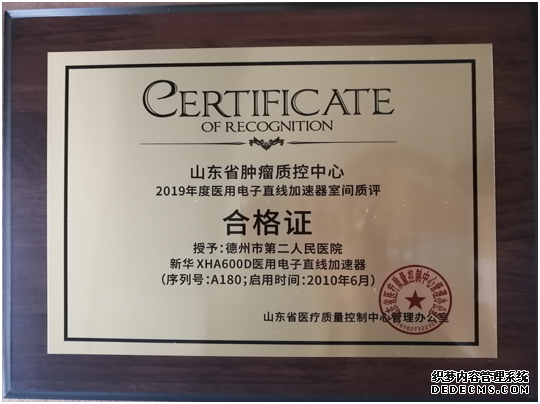 CERTIFICATE
OF RECOGNITION
山东省肿瘤质控中心
2019年度医用电子直线加速器室间质评
合格证
授予:德州市第二人民医院
新华XHA600D医用电子直线加速器
(序列号:A180;启用时间:2010年6月)
山东省医疗质量控制中心管理办公室
织梦内容管理系统
DEDECMS.COM